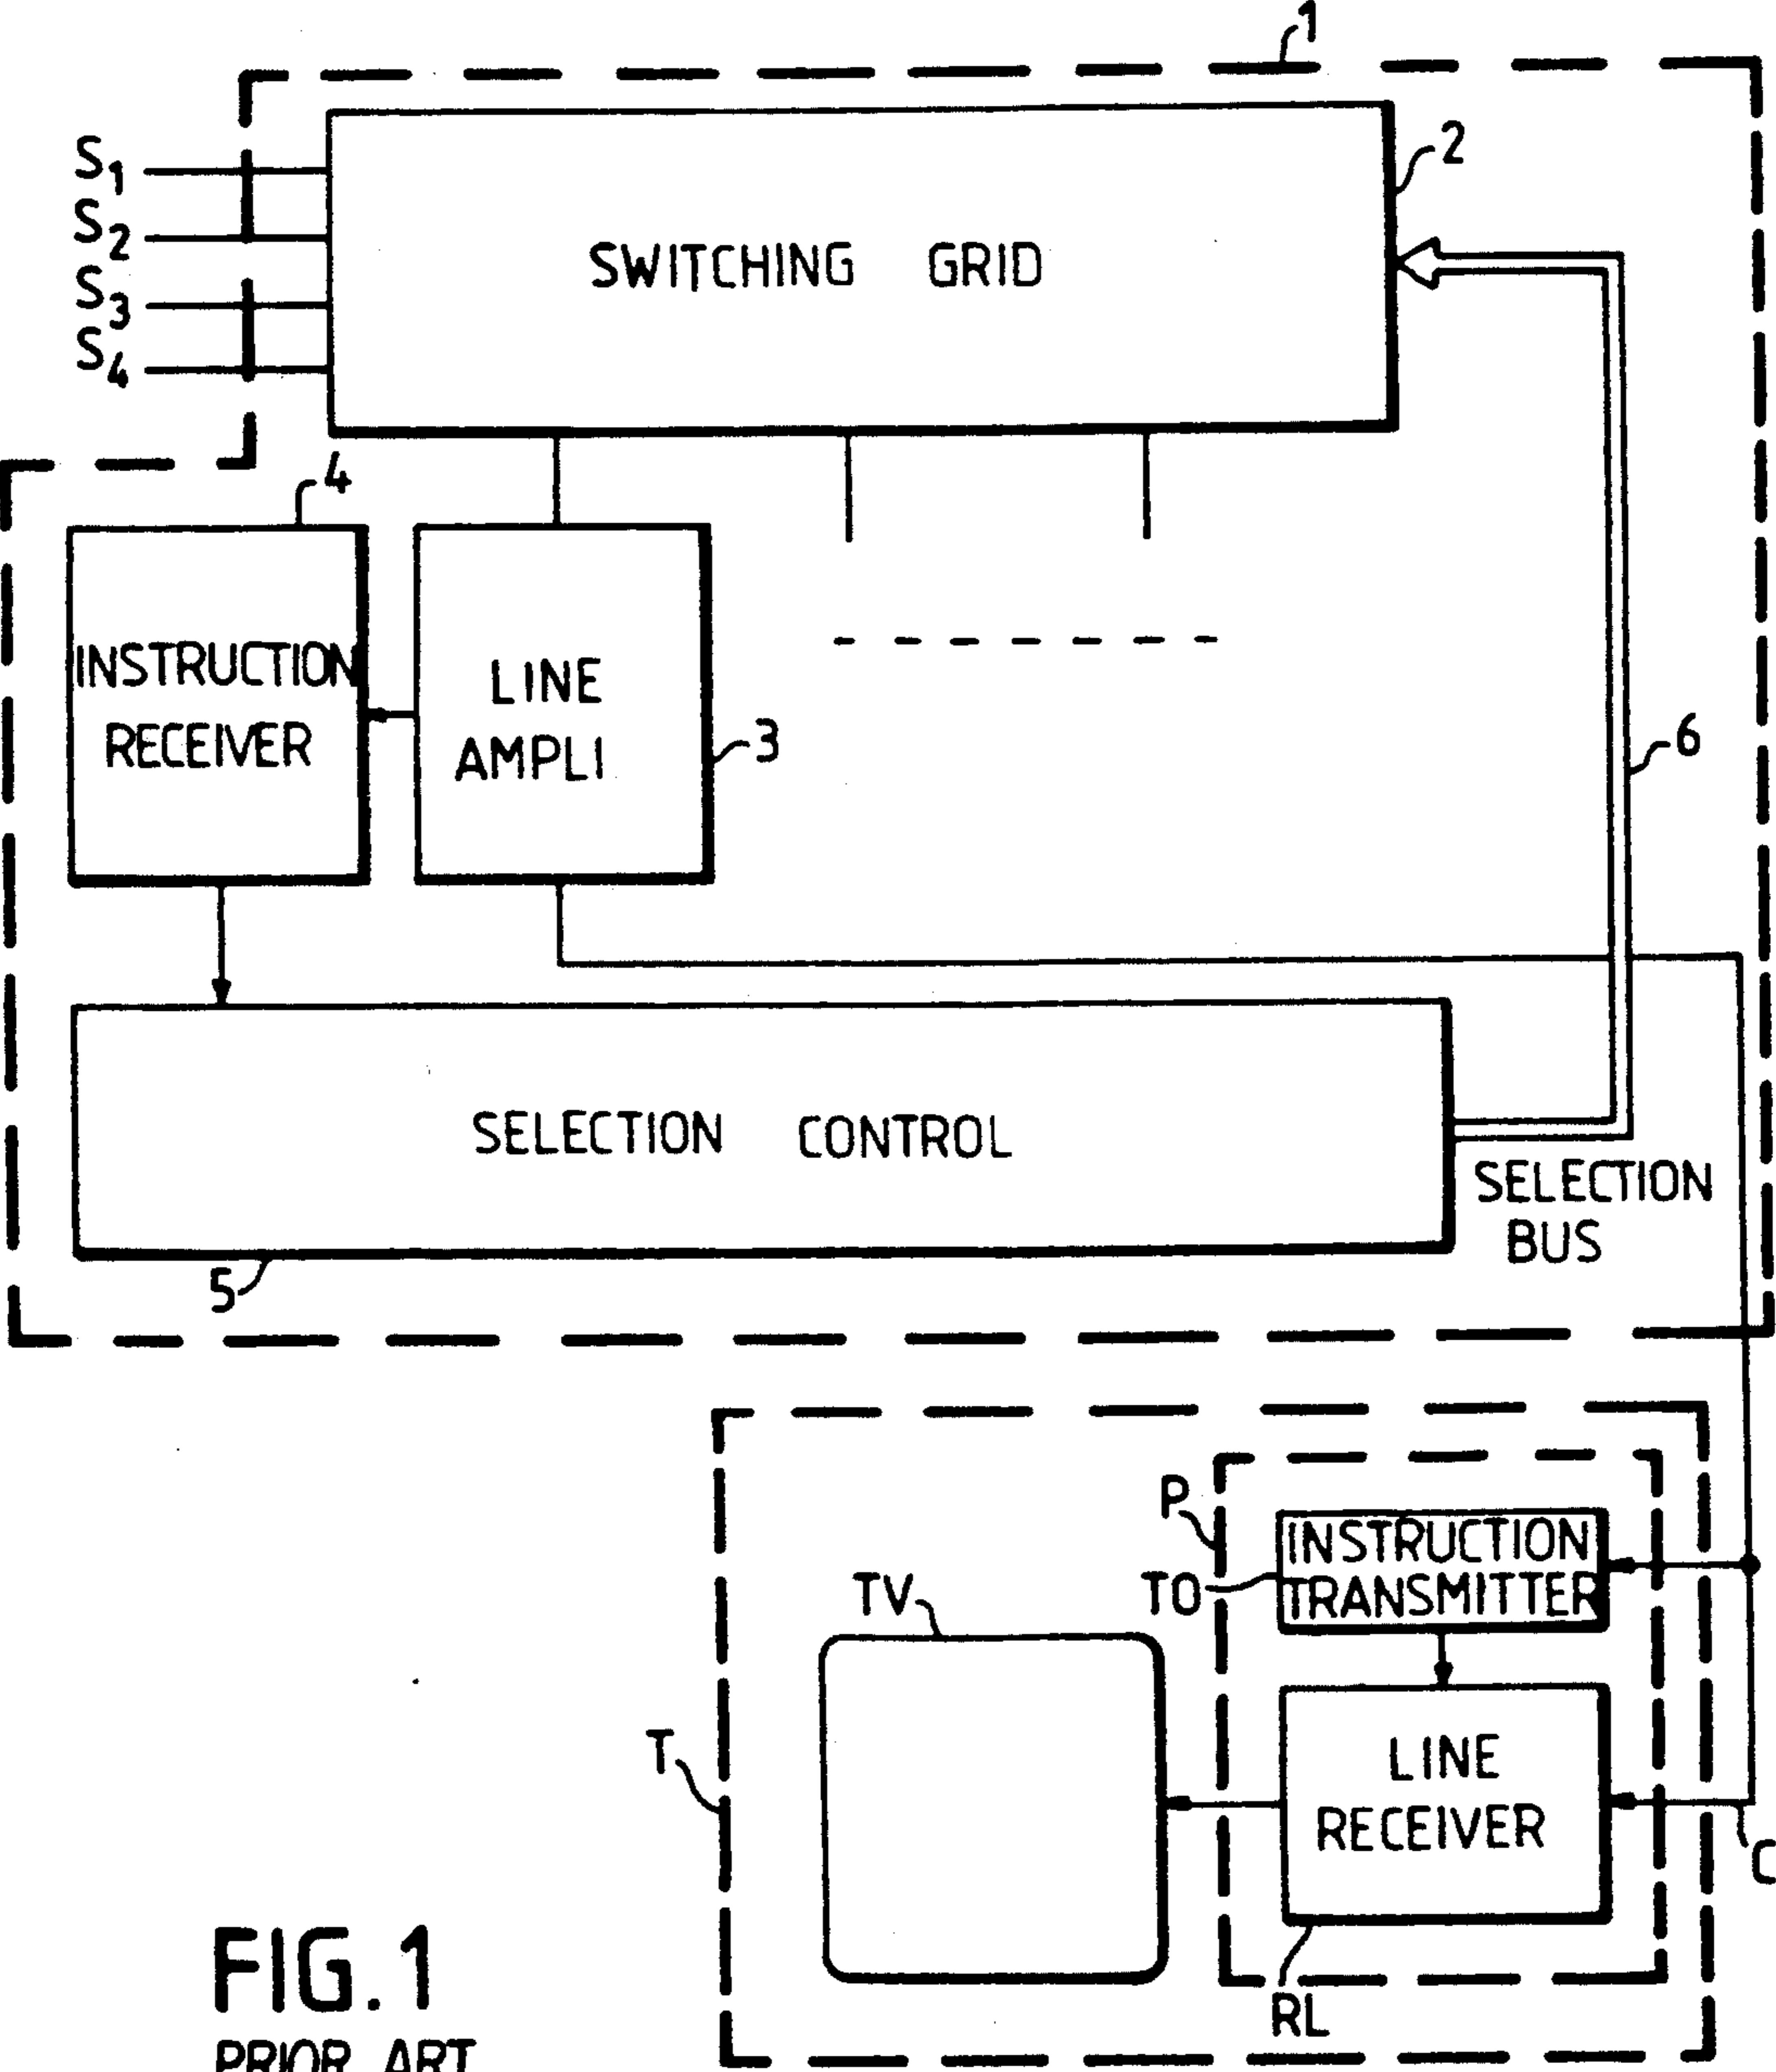 1
S1
2
S2
SWITCHING GRID
S3
S4
4
INSTRUCTION
RECEIVER
LINE
AMPLI
3
6
SELECTION CONTROL
SELECTION
BUS
5
P
INSTRUCTION
TRANSMITTER
TO
TV
T
LINE
RECEIVER
C
RL
FIG.1
PRIOR ART